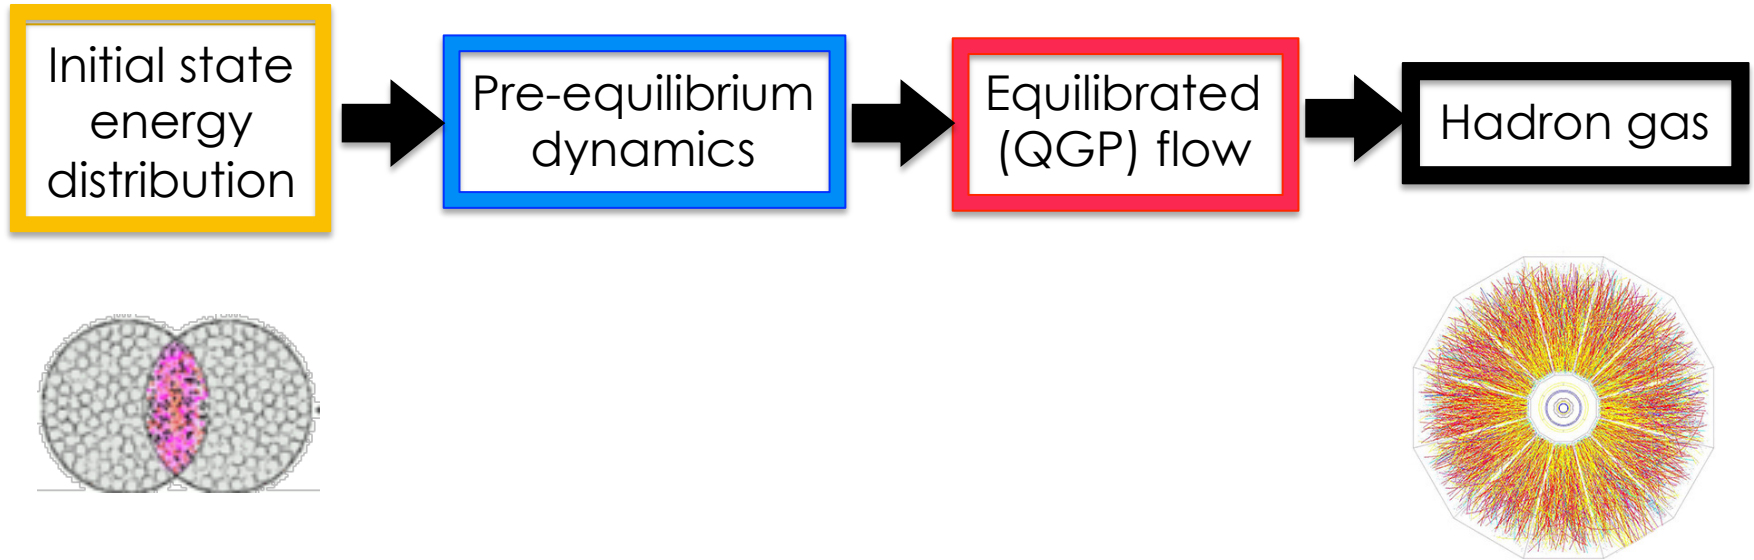 Initial state
energy
distribution
Pre-equilibrium
dynamics
Equilibrated
(QGP) flow
Hadron gas